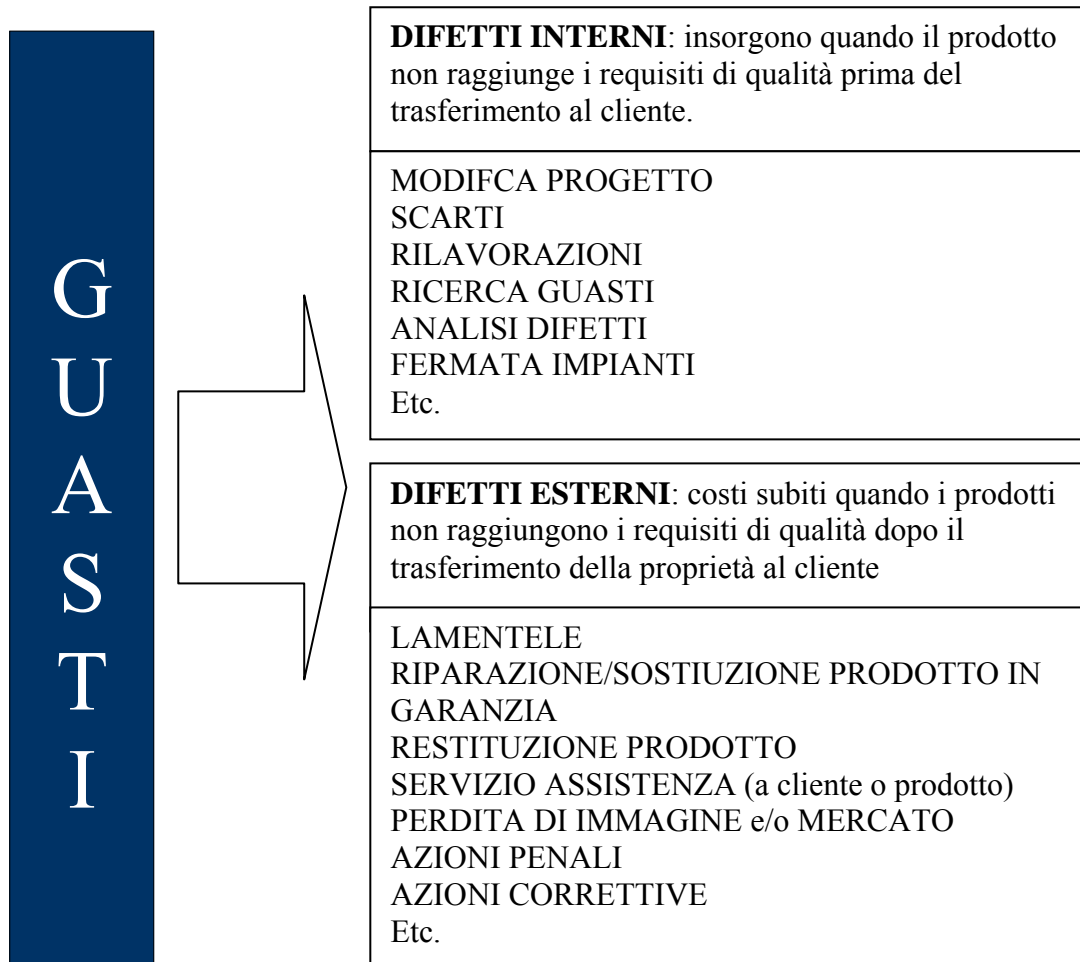 GUASTI
DIFETTI INTERNI: insorgono quando il prodotto
non raggiunge i requisiti di qualità prima del
trasferimento al cliente.
MODIFCA PROGETTO
SCARTI
RILAVORAZIONI
RICERCA GUASTI
ANALISI DIFETTI
FERMATA IMPIANTI
Etc.
DIFETTI ESTERNI: costi subiti quando i prodotti
non raggiungono i requisiti di qualità dopo il
trasferimento della proprietà al cliente
LAMENTELE
RIPARAZIONE/SOSTIUZIONE PRODOTTO IN
GARANZIA
RESTITUZIONE PRODOTTO
SERVIZIO ASSISTENZA (a cliente o prodotto)
PERDITA DI IMMAGINE e/o MERCATO
AZIONI PENALI
AZIONI CORRETTIVE
Etc.